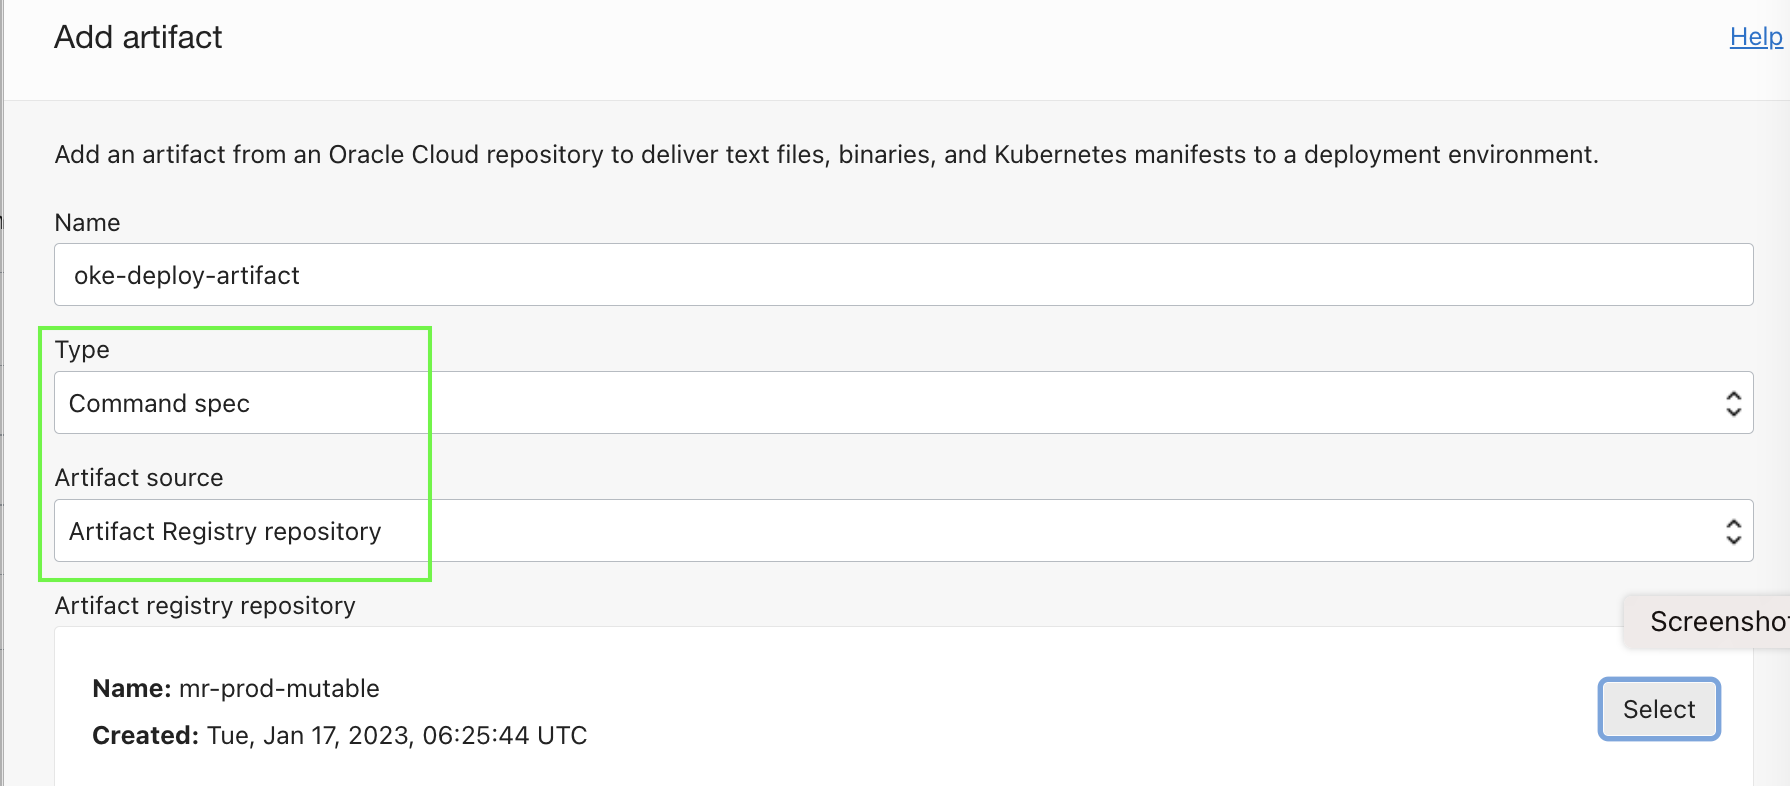 Add artifact
Help
Add an artifact from an Oracle Cloud repository to deliver text files, binaries, and Kubernetes manifests to a deployment environment.
Name
oke-deploy-artifact
Type
Command spec
Artifact source
Artifact Registry repository
Artifact registry repository
Screensho
Name: mr-prod-mutable
Select
Created: Tue, Jan 17, 2023, 06:25:44 UTC